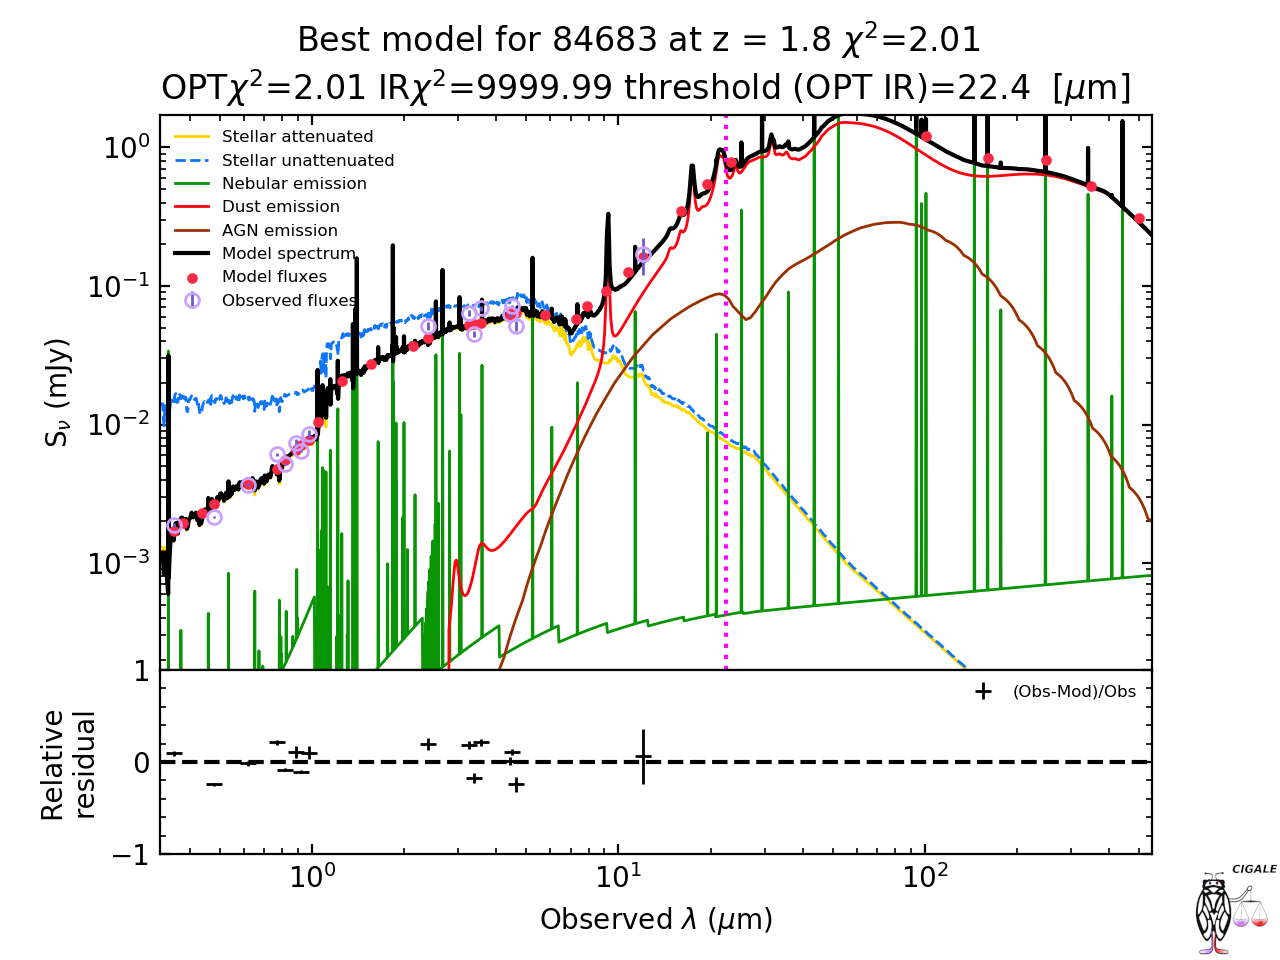 Best model for 84683 at z = 1.8 χ²=2.01
OPTχ²=2.01 IRχ²=9999.99 threshold (OPT IR)=22.4 [μm]
Stellar attenuated
Stellar unattenuated
Nebular emission
Dust emission
AGN emission
Model spectrum
Model fluxes
Observed fluxes
10⁰
10⁻¹
10⁻²
10⁻³
S_ν (mJy)
1
0
−1
Relative
residual
(Obs-Mod)/Obs
10⁰ 10¹ 10²
Observed λ (μm)
CIGALE